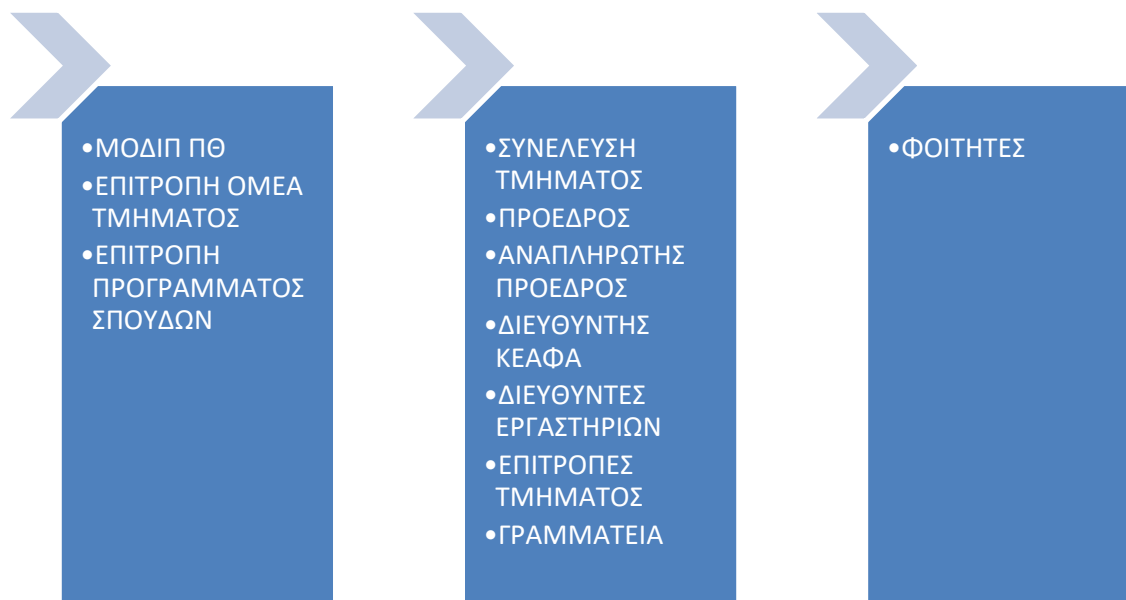 •ΜΟΔΙΠ ΠΘ
•ΕΠΙΤΡΟΠΗ ΟΜΕΑ
ΤΜΗΜΑΤΟΣ
•ΕΠΙΤΡΟΠΗ
ΠΡΟΓΡΑΜΜΑΤΟΣ
ΣΠΟΥΔΩΝ
•ΣΥΝΕΛΕΥΣΗ
ΤΜΗΜΑΤΟΣ
•ΠΡΟΕΔΡΟΣ
•ΑΝΑΠΛΗΡΩΤΗΣ
ΠΡΟΕΔΡΟΣ
•ΔΙΕΥΘΥΝΤΗΣ
ΚΕΑΦΑ
•ΔΙΕΥΘΥΝΤΕΣ
ΕΡΓΑΣΤΗΡΙΩΝ
•ΕΠΙΤΡΟΠΕΣ
ΤΜΗΜΑΤΟΣ
•ΓΡΑΜΜΑΤΕΙΑ
•ΦΟΙΤΗΤΕΣ